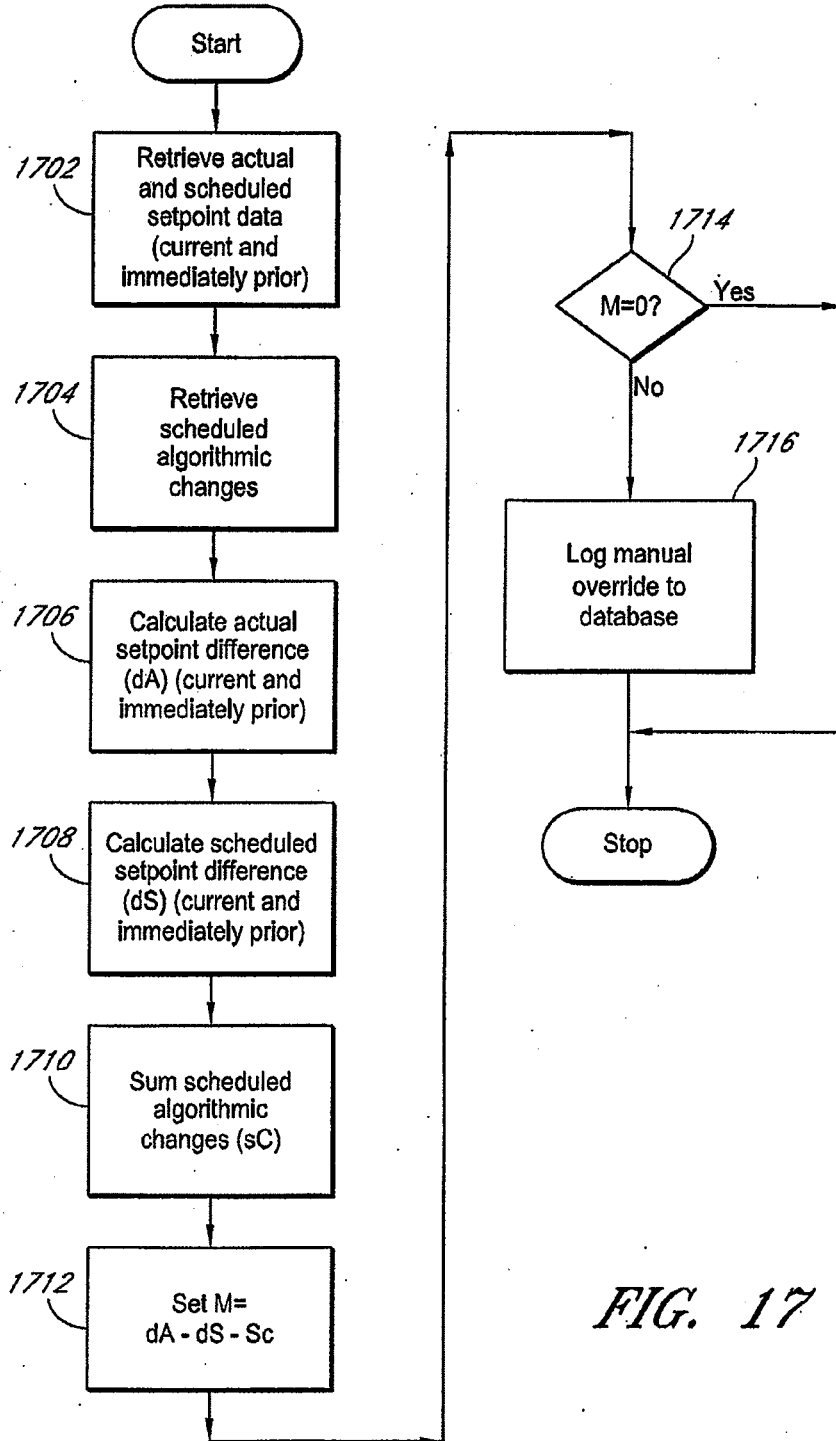 Start
1702
Retrieve actual
and scheduled
setpoint data
(current and
immediately prior)
1704
Retrieve
scheduled
algorithmic
changes
1706
Calculate actual
setpoint difference
(dA) (current and
immediately prior)
1708
Calculate scheduled
setpoint difference
(dS) (current and
immediately prior)
1710
Sum scheduled
algorithmic
changes (sC)
1712
Set M=
dA - dS - Sc
1714
M=0?
Yes
No
1716
Log manual
override to
database
Stop
FIG. 17